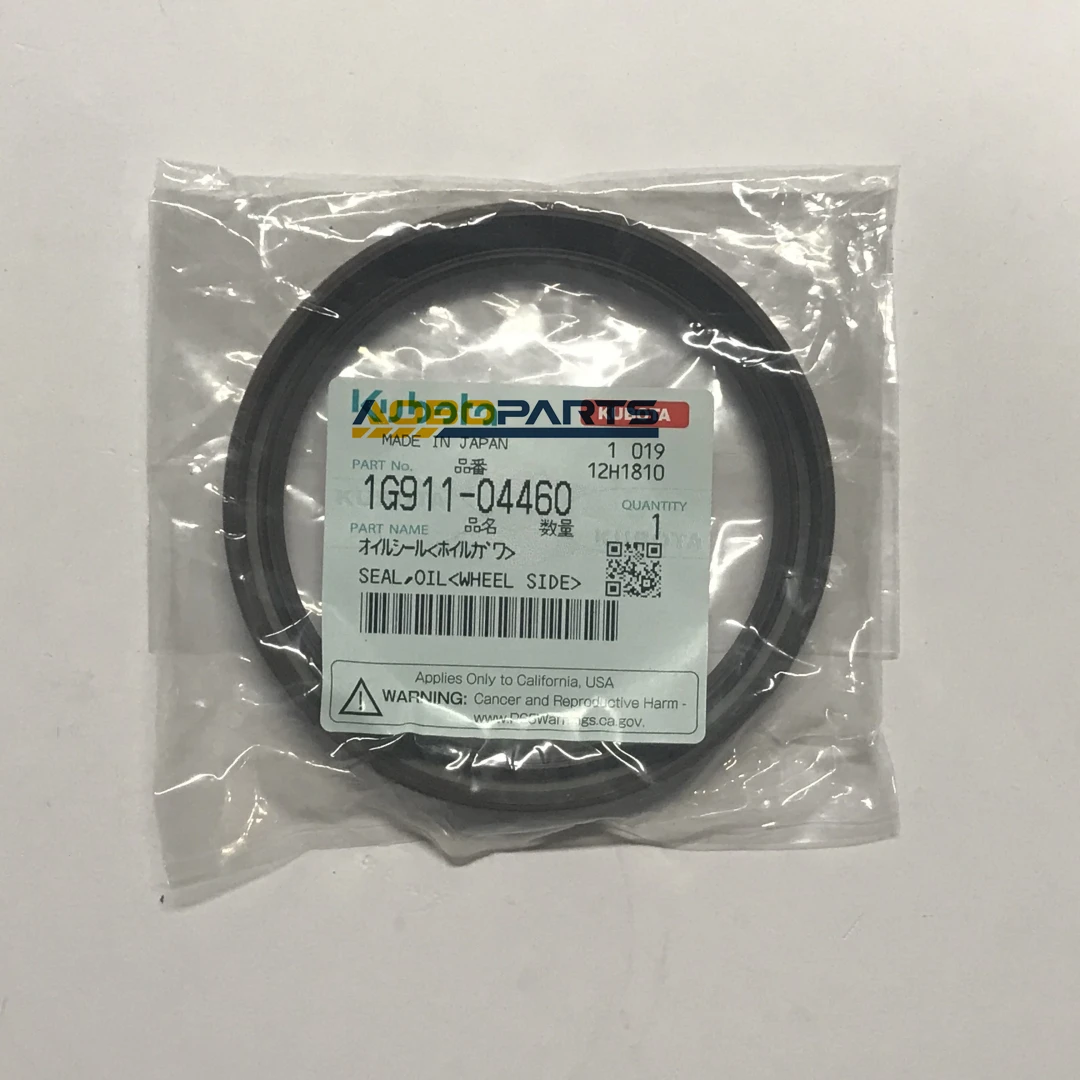 Kubota
PARTS
KUBOTA
MADE IN JAPAN
1 019
PART No. 品番
12H1810
1G911-04460
QUANTITY
PART NAME 品名 数量
1
オイルシール<ホイルガワ>
SEAL,OIL<WHEEL SIDE>
Applies Only to California, USA
WARNING: Cancer and Reproductive Harm -
www.P65Warnings.ca.gov.